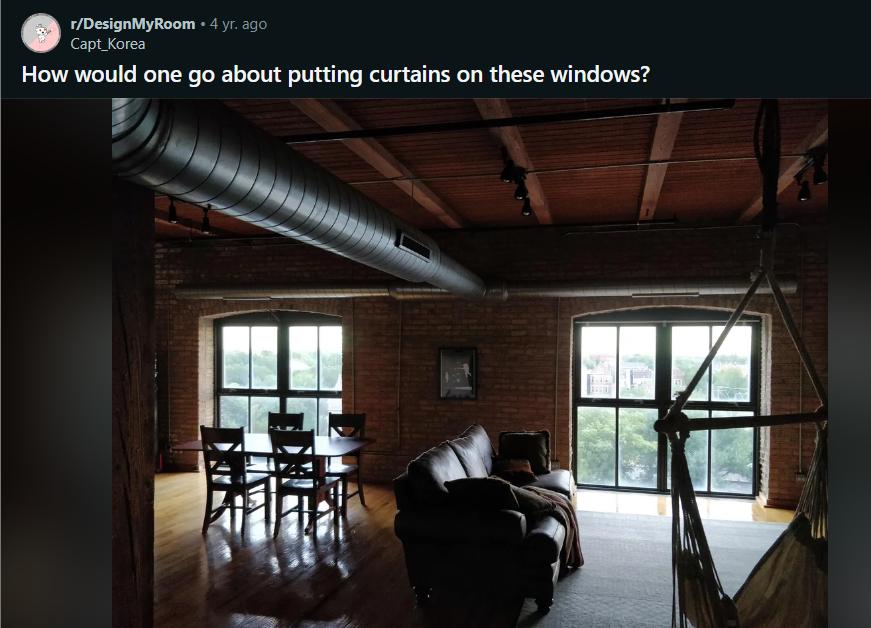 r/DesignMyRoom • 4 yr. ago
Capt_Korea
How would one go about putting curtains on these windows?